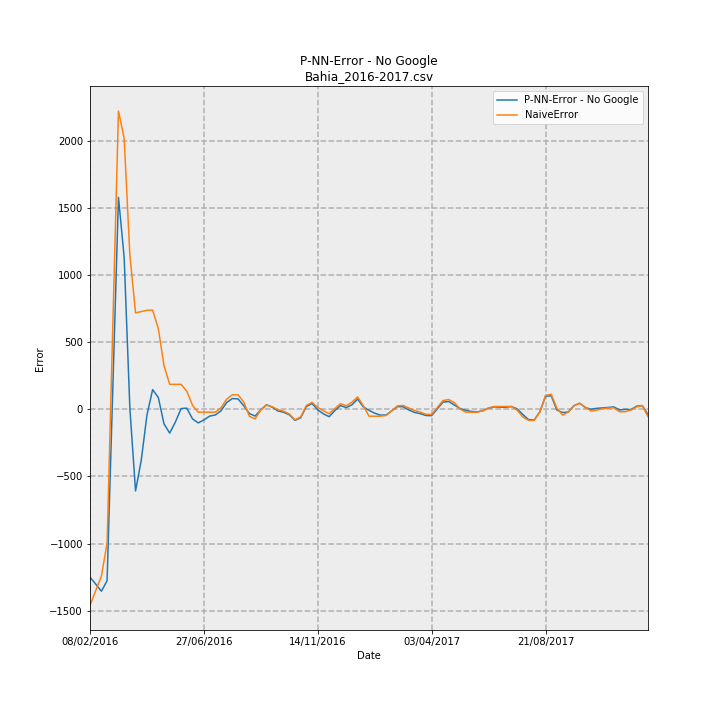 P-NN-Error - No Google
Bahia_2016-2017.csv
P-NN-Error - No Google
NaiveError
2000
1500
1000
500
0
−500
−1000
−1500
Error
08/02/2016 27/06/2016 14/11/2016 03/04/2017 21/08/2017
Date